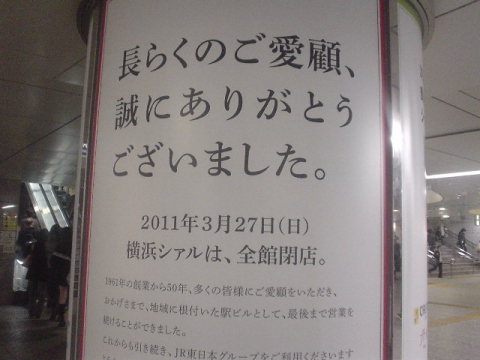 長らくのご愛顧、
誠にありがとう
ございました。
2011年3月27日(日)
横浜シァルは、全館閉店。
1961年の創業から50年、多くの皆様にご愛顧をいただき、
おかげさまで、地域に根付いた駅ビルとして、最後まで営業を
続けることができました。
これからも引き続き、JR東日本グループをご利用くださいます